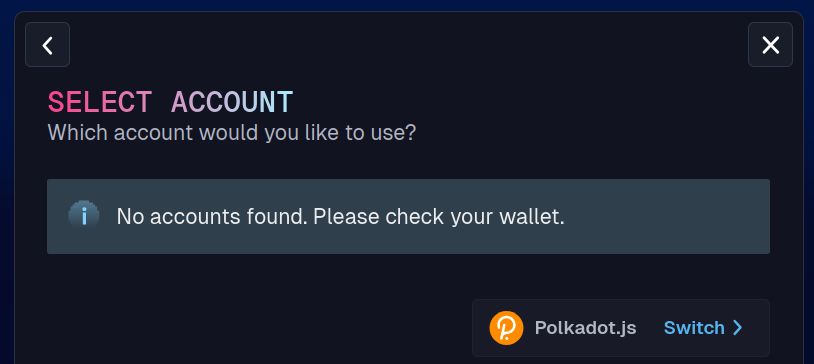 SELECT ACCOUNT
Which account would you like to use?
No accounts found. Please check your wallet.
Polkadot.js Switch